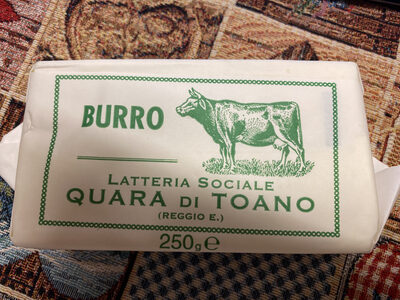 BURRO
LATTERIA SOCIALE
QUARA DI TOANO
(REGGIO E.)
250g ℮